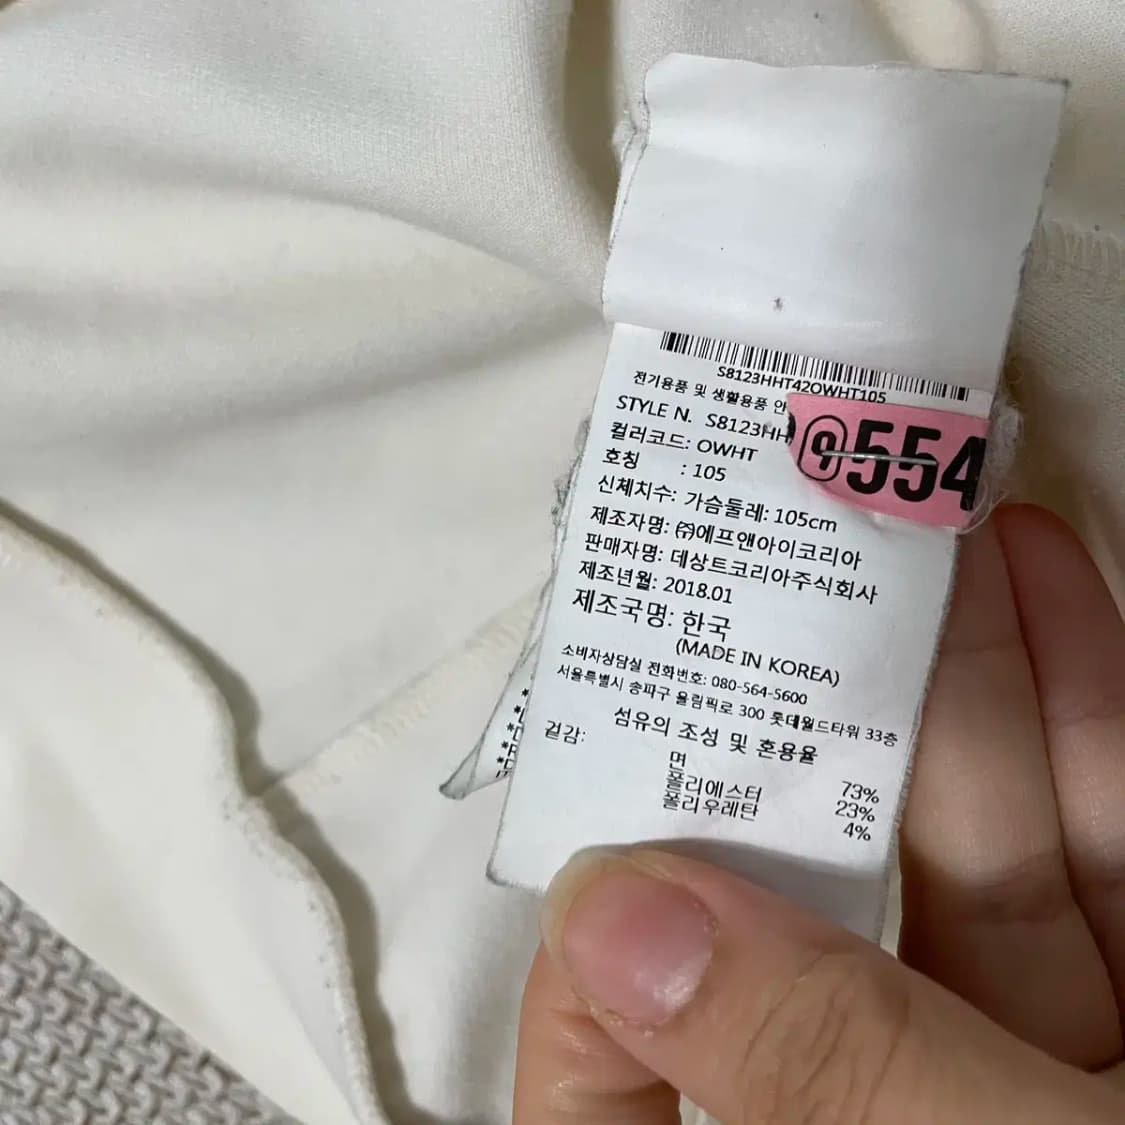 S8123HHT42OWHT105
전기용품 및 생활용품 안
STYLE N. S8123HH
⑨554
컬러코드: OWHT
호칭 : 105
신체치수: 가슴둘레: 105cm
제조자명: ㈜에프앤아이코리아
판매자명: 데상트코리아주식회사
제조년월: 2018.01
제조국명: 한국
(MADE IN KOREA)
소비자상담실 전화번호: 080-564-5600
서울특별시 송파구 올림픽로 300 롯데월드타워 33층
섬유의 조성 및 혼용율
겉감:
면 73%
폴리에스터 23%
폴리우레탄 4%